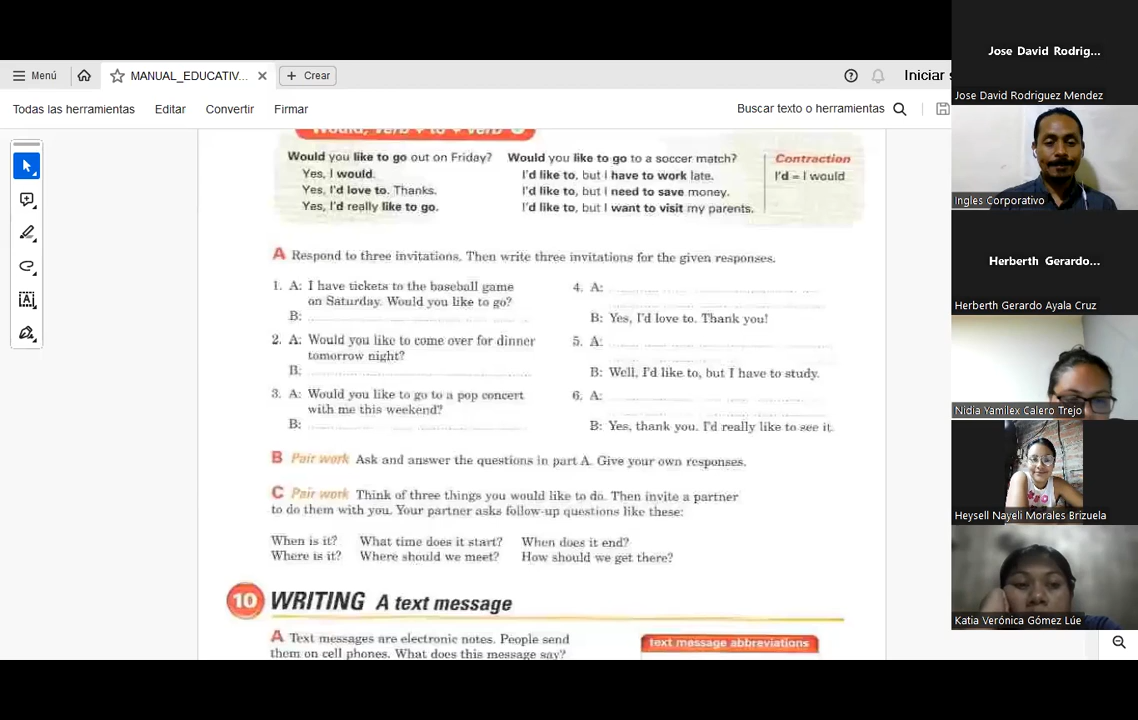 Jose David Rodrig...
Menú
MANUAL_EDUCATIV...
Crear
Iniciar s
Todas las herramientas
Editar
Convertir
Firmar
Buscar texto o herramientas
Jose David Rodriguez Mendez
Would, verb + to + verb
Would you like to go out on Friday?
Yes, I would.
Yes, I'd love to. Thanks.
Yes, I'd really like to go.
Would you like to go to a soccer match?
I'd like to, but I have to work late.
I'd like to, but I need to save money.
I'd like to, but I want to visit my parents.
Contraction
I'd = I would
Ingles Corporativo
A Respond to three invitations. Then write three invitations for the given responses.
1. A: I have tickets to the baseball game
on Saturday. Would you like to go?
B:
2. A: Would you like to come over for dinner
tomorrow night?
B:
3. A: Would you like to go to a pop concert
with me this weekend?
B:
4. A:
B: Yes, I'd love to. Thank you!
5. A:
B: Well, I'd like to, but I have to study.
6. A:
B: Yes, thank you. I'd really like to see it.
Herberth Gerardo...
Herberth Gerardo Ayala Cruz
Nidia Yamilex Calero Trejo
B Pair work Ask and answer the questions in part A. Give your own responses.
C Pair work Think of three things you would like to do. Then invite a partner
to do them with you. Your partner asks follow-up questions like these:
When is it? What time does it start? When does it end?
Where is it? Where should we meet? How should we get there?
Heysell Nayeli Morales Brizuela
10 WRITING A text message
A Text messages are electronic notes. People send
them on cell phones. What does this message say?
text message abbreviations
Katia Verónica Gómez Lúe